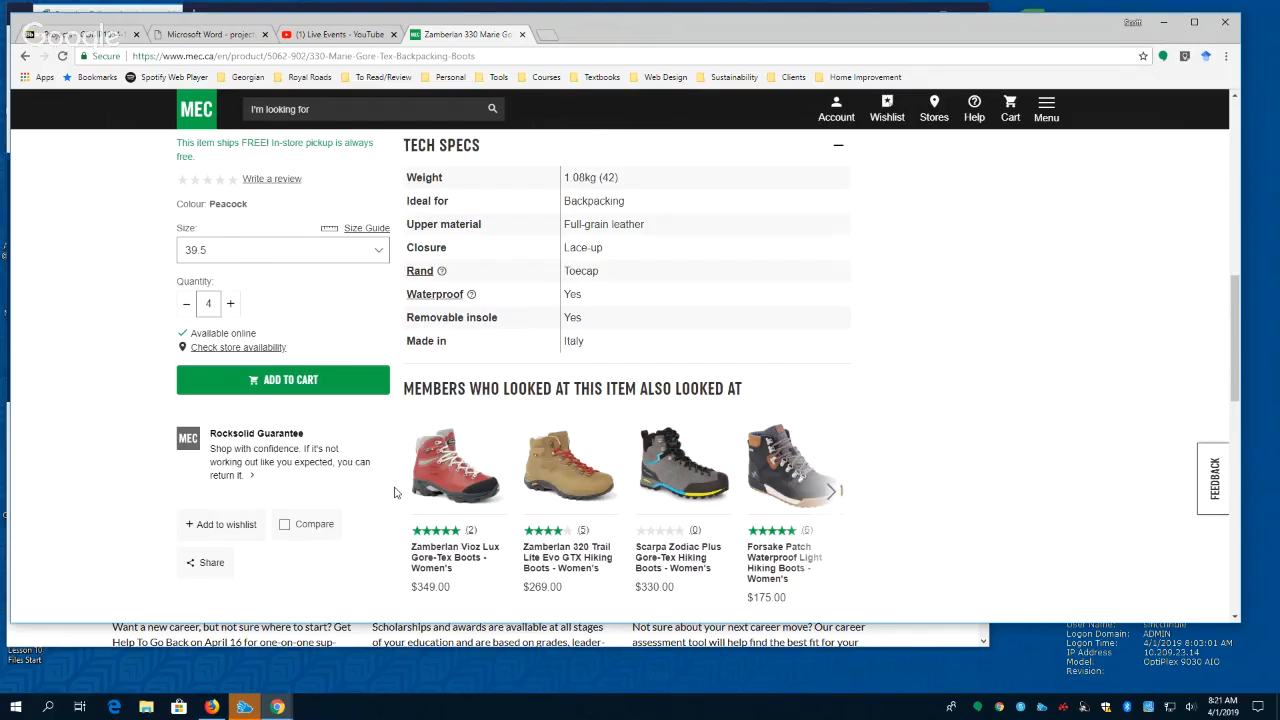 Google
Microsoft Word - project
(1) Live Events - YouTube
Zamberlan 330 Marie Go
Scott
Secure
https://www.mec.ca/en/product/5062-902/330-Marie-Gore-Tex-Backpacking-Boots
Apps Bookmarks Spotify Web Player Georgian Royal Roads To Read/Review Personal Tools Courses Textbooks Web Design Sustainability Clients Home Improvement
MEC
I'm looking for
Account Wishlist Stores Help Cart Menu
This item ships FREE! In-store pickup is always
free.
Write a review
Colour: Peacock
Size: Size Guide
39.5
Quantity:
− 4 +
Available online
Check store availability
ADD TO CART
MEC
Rocksolid Guarantee
Shop with confidence. If it's not
working out like you expected, you can
return it. >
+ Add to wishlist
Compare
Share
TECH SPECS
Weight 1.08kg (42)
Ideal for Backpacking
Upper material Full-grain leather
Closure Lace-up
Rand Toecap
Waterproof Yes
Removable insole Yes
Made in Italy
MEMBERS WHO LOOKED AT THIS ITEM ALSO LOOKED AT
(2)
Zamberlan Vioz Lux
Gore-Tex Boots -
Women's
$349.00
(5)
Zamberlan 320 Trail
Lite Evo GTX Hiking
Boots - Women's
$269.00
(0)
Scarpa Zodiac Plus
Gore-Tex Hiking
Boots - Women's
$330.00
(6)
Forsake Patch
Waterproof Light
Hiking Boots -
Women's
$175.00
FEEDBACK
Want a new career, but not sure where to start? Get
Help To Go Back on April 16 for one-on-one sup-
Scholarships and awards are available at all stages
of your education and are based on grades, leader-
Not sure about your next career move? Our career
assessment tool will help find the best fit for your
Lesson 10
Files Start
User Name:
Logon Domain: ADMIN
Logon Time: 4/1/2019 8:03:01 AM
IP Address 10.209.23.14
Model: OptiPlex 9030 AIO
Revision:
8:21 AM
4/1/2019